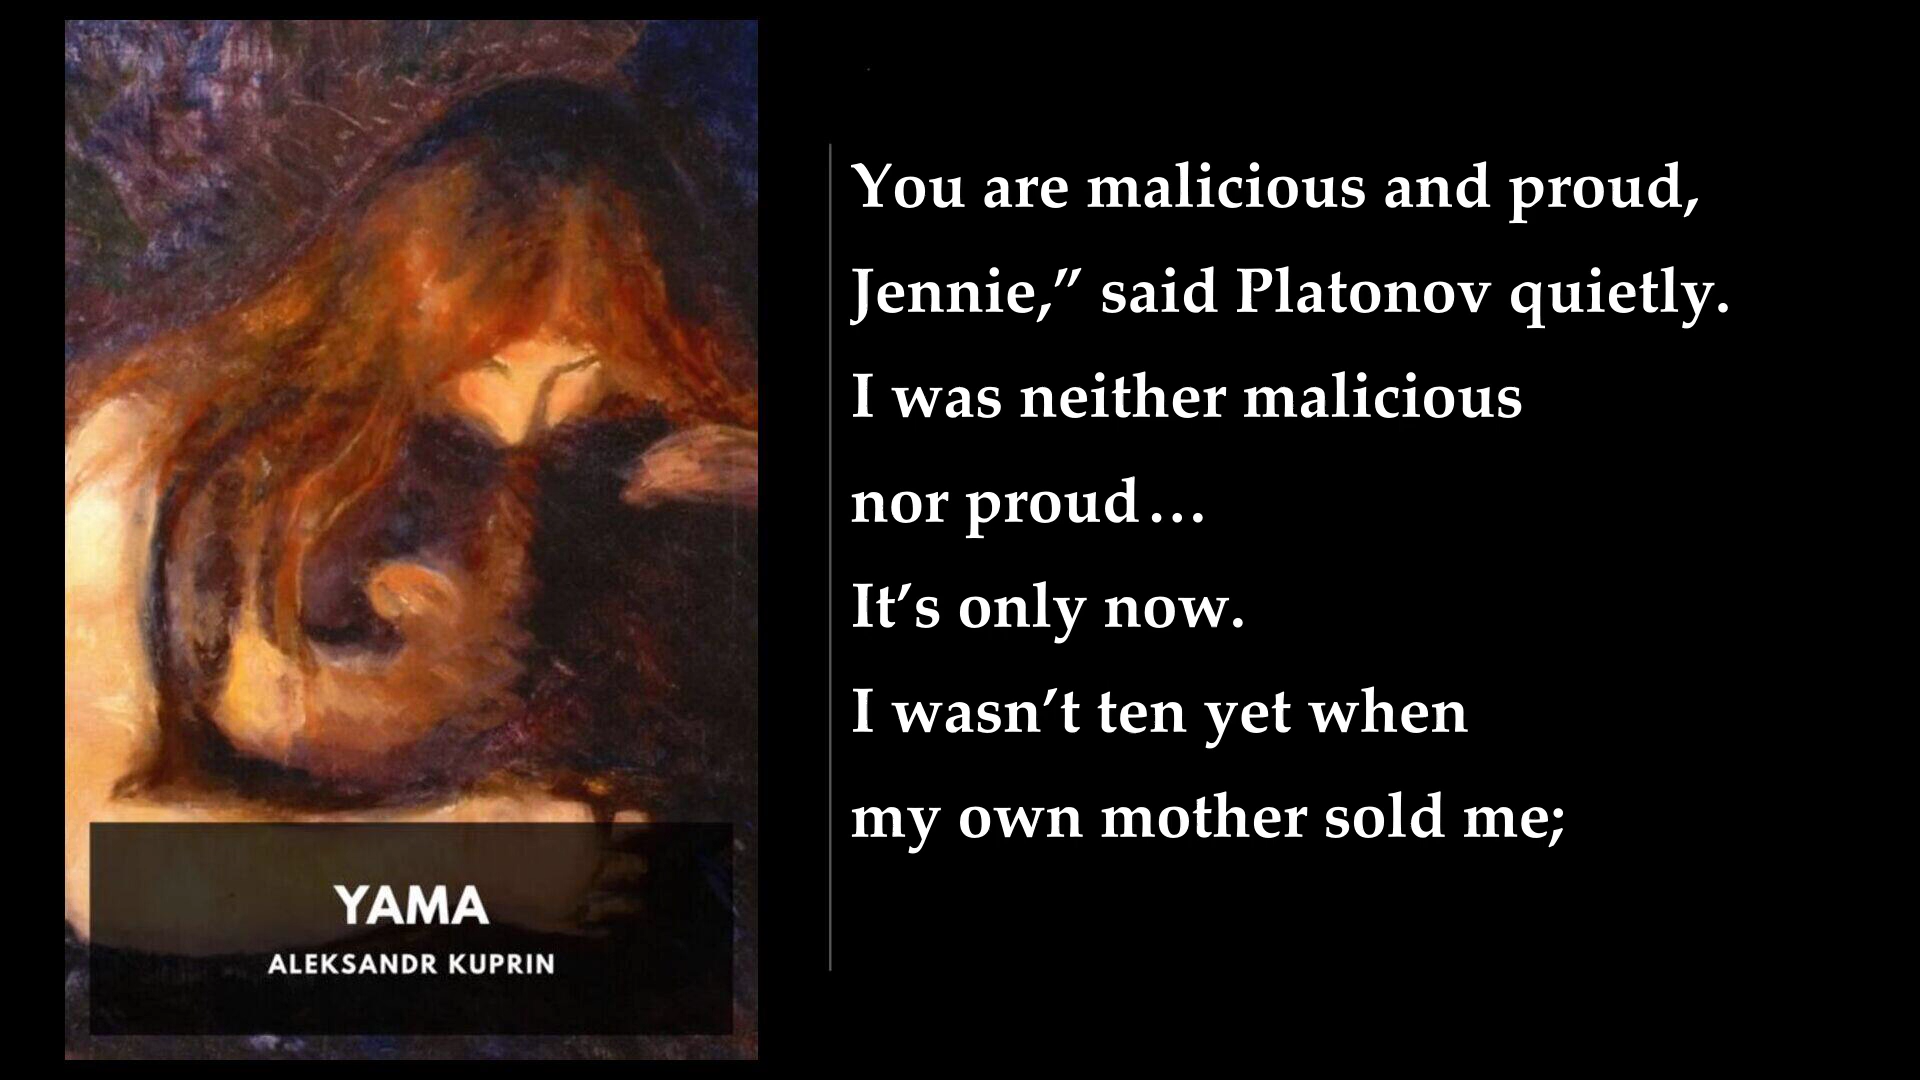 You are malicious and proud,
Jennie,” said Platonov quietly.
I was neither malicious
nor proud…
It’s only now.
I wasn’t ten yet when
my own mother sold me;
YAMA
ALEKSANDR KUPRIN